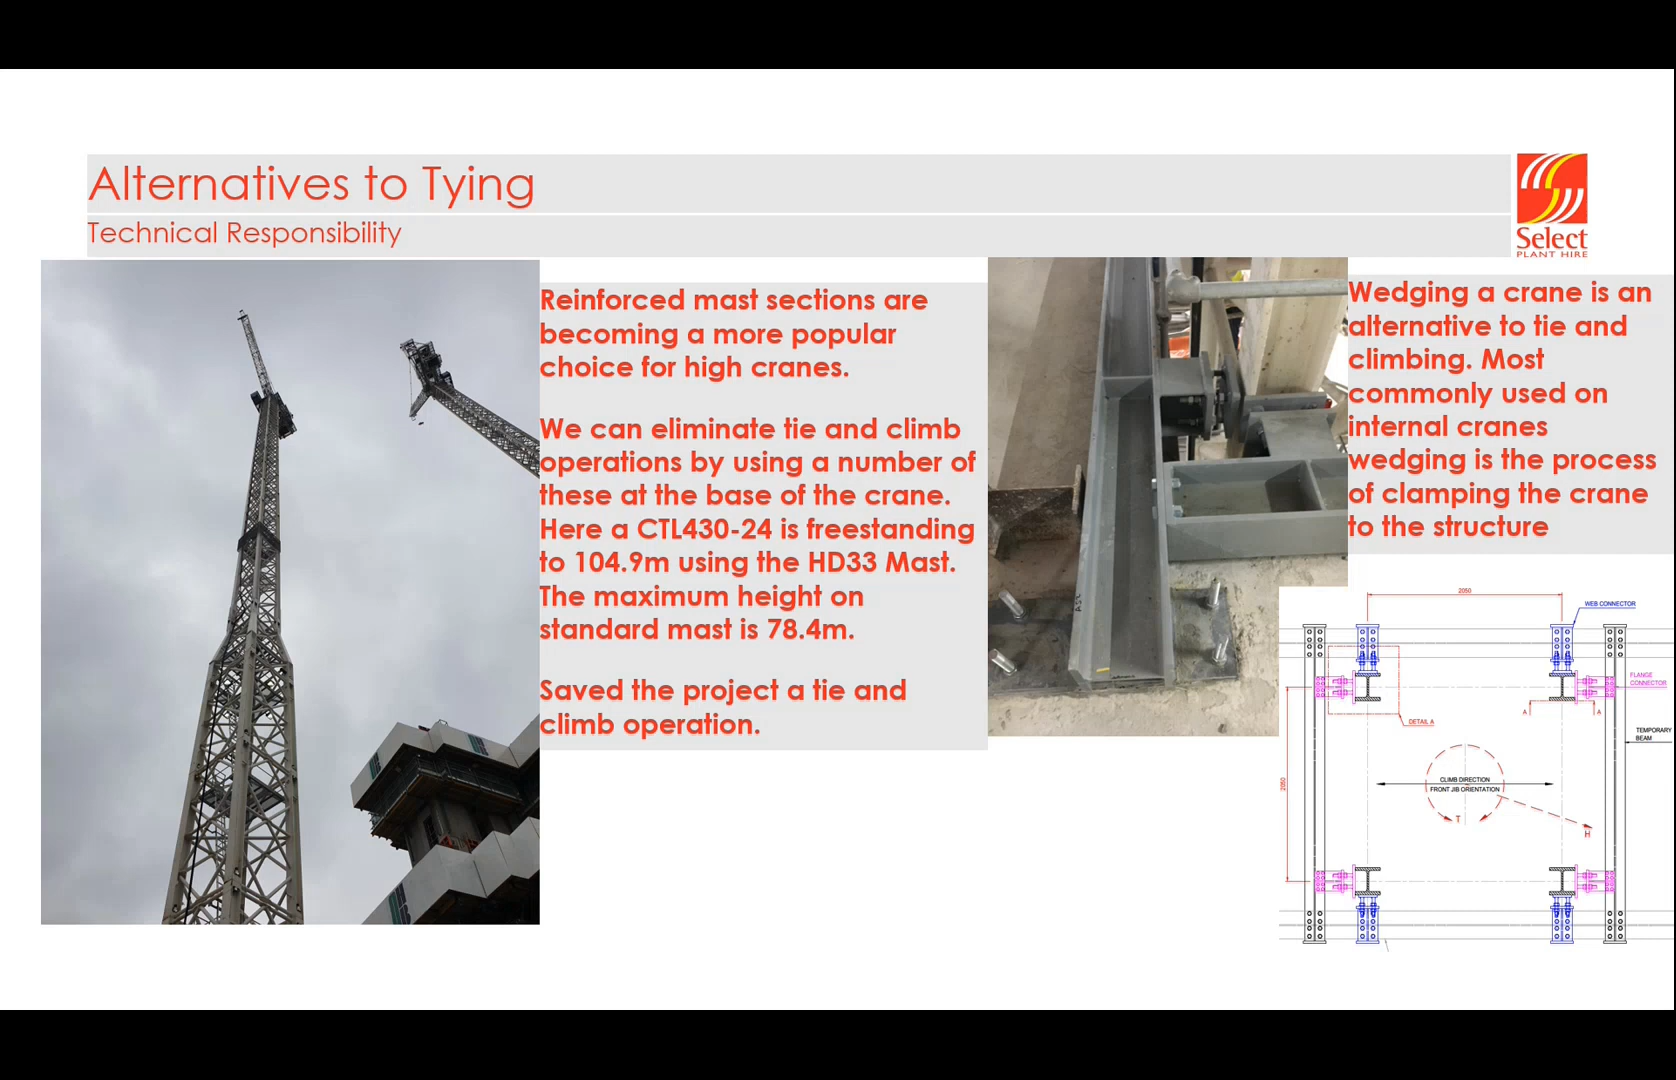 Alternatives to Tying
Technical Responsibility
Select
PLANT HIRE
Reinforced mast sections are
becoming a more popular
choice for high cranes.
We can eliminate tie and climb
operations by using a number of
these at the base of the crane.
Here a CTL430-24 is freestanding
to 104.9m using the HD33 Mast.
The maximum height on
standard mast is 78.4m.
Saved the project a tie and
climb operation.
Wedging a crane is an
alternative to tie and
climbing. Most
commonly used on
internal cranes
wedging is the process
of clamping the crane
to the structure
2050
WEB CONNECTOR
FLANGE
CONNECTOR
A
A
DETAIL A
TEMPORARY
BEAM
2050
CLIMB DIRECTION
FRONT JIB ORIENTATION
T
H